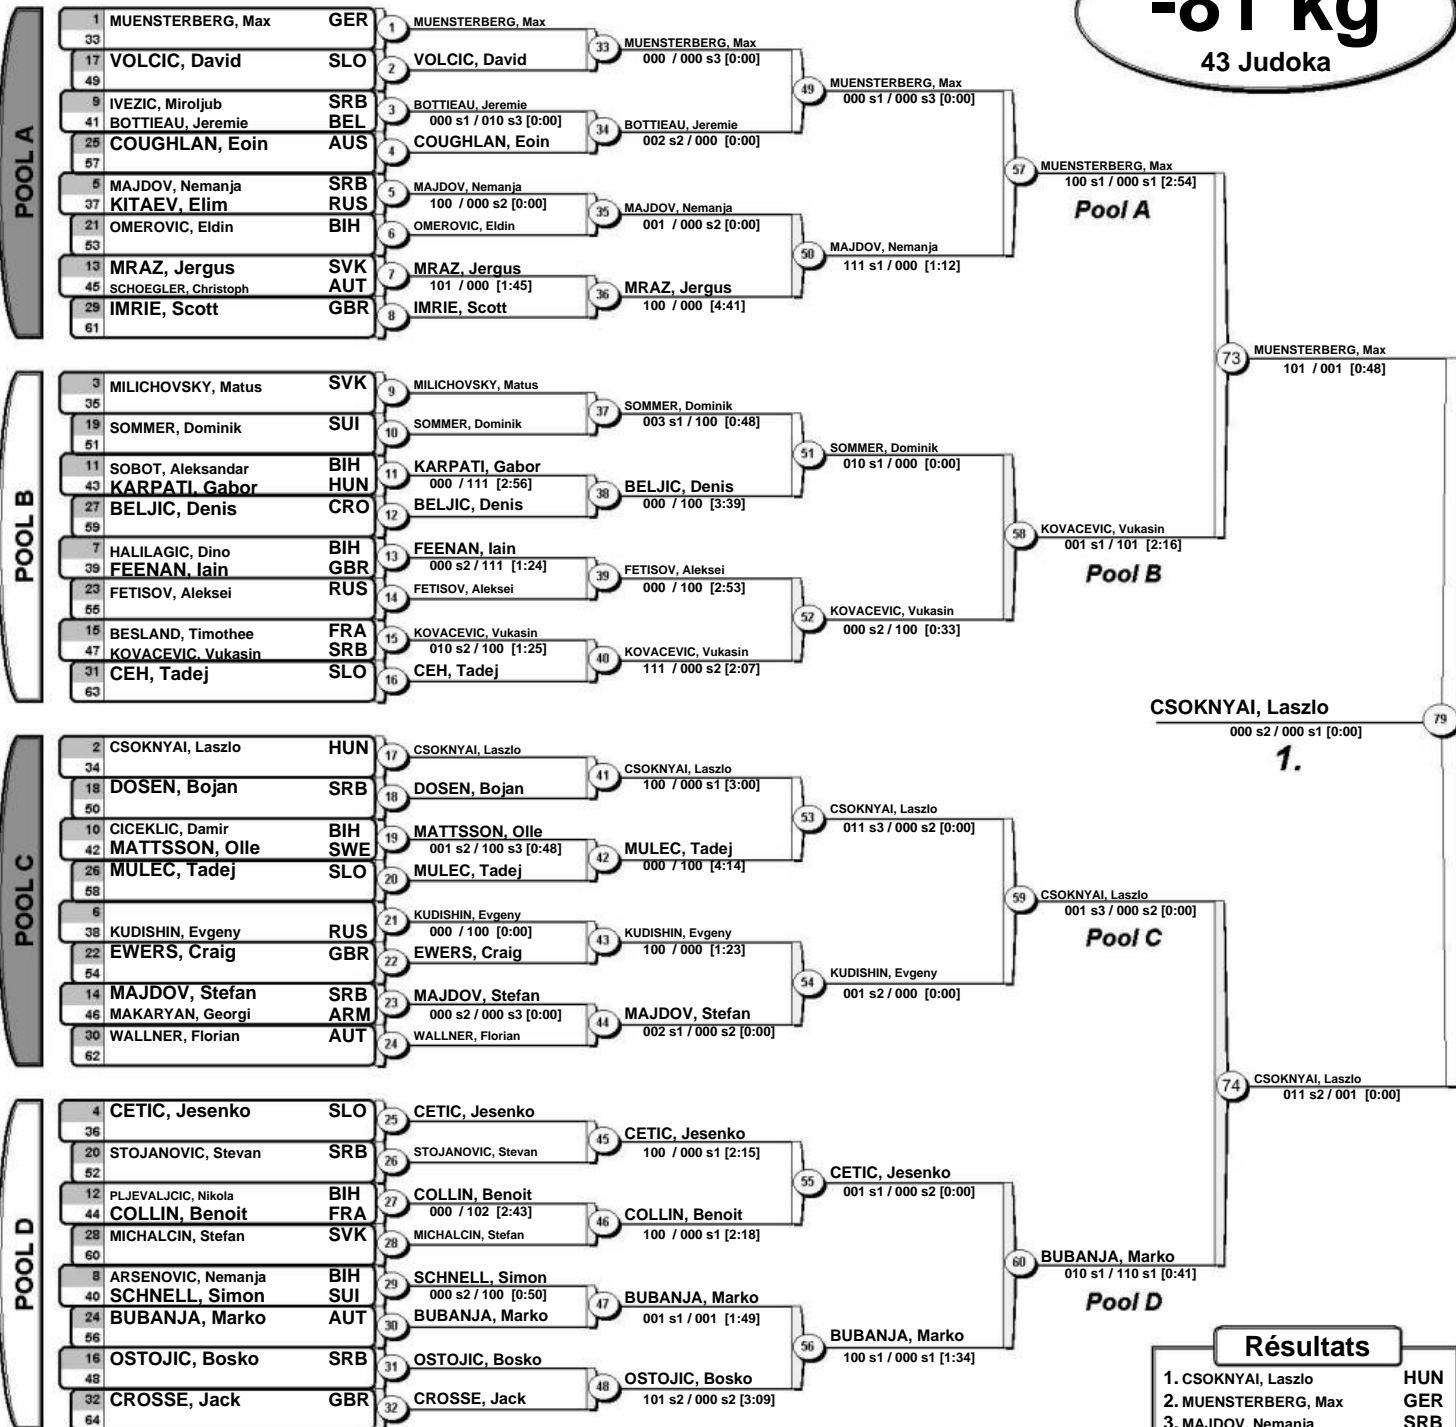 -81 kg
43 Judoka
POOL A
1 MUENSTERBERG, Max GER
33
17 VOLCIC, David SLO
49
9 IVEZIC, Miroljub SRB
41 BOTTIEAU, Jeremie BEL
25 COUGHLAN, Eoin AUS
57
5 MAJDOV, Nemanja SRB
37 KITAEV, Elim RUS
21 OMEROVIC, Eldin BIH
53
13 MRAZ, Jergus SVK
45 SCHOEGLER, Christoph AUT
29 IMRIE, Scott GBR
61
1 MUENSTERBERG, Max
2 VOLCIC, David
3 BOTTIEAU, Jeremie
000 s1 / 010 s3 [0:00]
4 COUGHLAN, Eoin
5 MAJDOV, Nemanja
100 / 000 s2 [0:00]
6 OMEROVIC, Eldin
7 MRAZ, Jergus
101 / 000 [1:45]
8 IMRIE, Scott
33 MUENSTERBERG, Max
000 / 000 s3 [0:00]
34 BOTTIEAU, Jeremie
002 s2 / 000 [0:00]
35 MAJDOV, Nemanja
001 / 000 s2 [0:00]
36 MRAZ, Jergus
100 / 000 [4:41]
49 MUENSTERBERG, Max
000 s1 / 000 s3 [0:00]
50 MAJDOV, Nemanja
111 s1 / 000 [1:12]
57 MUENSTERBERG, Max
100 s1 / 000 s1 [2:54]
Pool A
POOL B
3 MILICHOVSKY, Matus SVK
35
19 SOMMER, Dominik SUI
51
11 SOBOT, Aleksandar BIH
43 KARPATI, Gabor HUN
27 BELJIC, Denis CRO
59
7 HALILAGIC, Dino BIH
39 FEENAN, Iain GBR
23 FETISOV, Aleksei RUS
55
15 BESLAND, Timothee FRA
47 KOVACEVIC, Vukasin SRB
31 CEH, Tadej SLO
63
9 MILICHOVSKY, Matus
10 SOMMER, Dominik
11 KARPATI, Gabor
000 / 111 [2:56]
12 BELJIC, Denis
13 FEENAN, Iain
000 s2 / 111 [1:24]
14 FETISOV, Aleksei
15 KOVACEVIC, Vukasin
010 s2 / 100 [1:25]
16 CEH, Tadej
37 SOMMER, Dominik
003 s1 / 100 [0:48]
38 BELJIC, Denis
000 / 100 [3:39]
39 FETISOV, Aleksei
000 / 100 [2:53]
40 KOVACEVIC, Vukasin
111 / 000 s2 [2:07]
51 SOMMER, Dominik
010 s1 / 000 [0:00]
52 KOVACEVIC, Vukasin
000 s2 / 100 [0:33]
58 KOVACEVIC, Vukasin
001 s1 / 101 [2:16]
Pool B
73 MUENSTERBERG, Max
101 / 001 [0:48]
CSOKNYAI, Laszlo 79
000 s2 / 000 s1 [0:00]
1.
POOL C
2 CSOKNYAI, Laszlo HUN
34
18 DOSEN, Bojan SRB
50
10 CICEKLIC, Damir BIH
42 MATTSSON, Olle SWE
26 MULEC, Tadej SLO
58
6
38 KUDISHIN, Evgeny RUS
22 EWERS, Craig GBR
54
14 MAJDOV, Stefan SRB
46 MAKARYAN, Georgi ARM
30 WALLNER, Florian AUT
62
17 CSOKNYAI, Laszlo
18 DOSEN, Bojan
19 MATTSSON, Olle
001 s2 / 100 s3 [0:48]
20 MULEC, Tadej
21 KUDISHIN, Evgeny
000 / 100 [0:00]
22 EWERS, Craig
23 MAJDOV, Stefan
000 s2 / 000 s3 [0:00]
24 WALLNER, Florian
41 CSOKNYAI, Laszlo
100 / 000 s1 [3:00]
42 MULEC, Tadej
000 / 100 [4:14]
43 KUDISHIN, Evgeny
100 / 000 [1:23]
44 MAJDOV, Stefan
002 s1 / 000 s2 [0:00]
53 CSOKNYAI, Laszlo
011 s3 / 000 s2 [0:00]
54 KUDISHIN, Evgeny
001 s2 / 000 [0:00]
59 CSOKNYAI, Laszlo
001 s3 / 000 s2 [0:00]
Pool C
74 CSOKNYAI, Laszlo
011 s2 / 001 [0:00]
POOL D
4 CETIC, Jesenko SLO
36
20 STOJANOVIC, Stevan SRB
52
12 PLJEVALJCIC, Nikola BIH
44 COLLIN, Benoit FRA
28 MICHALCIN, Stefan SVK
60
8 ARSENOVIC, Nemanja BIH
40 SCHNELL, Simon SUI
24 BUBANJA, Marko AUT
56
16 OSTOJIC, Bosko SRB
48
32 CROSSE, Jack GBR
64
25 CETIC, Jesenko
26 STOJANOVIC, Stevan
27 COLLIN, Benoit
000 / 102 [2:43]
28 MICHALCIN, Stefan
29 SCHNELL, Simon
000 s2 / 100 [0:50]
30 BUBANJA, Marko
31 OSTOJIC, Bosko
32 CROSSE, Jack
45 CETIC, Jesenko
100 / 000 s1 [2:15]
46 COLLIN, Benoit
100 / 000 s1 [2:18]
47 BUBANJA, Marko
001 s1 / 001 [1:49]
48 OSTOJIC, Bosko
101 s2 / 000 s2 [3:09]
55 CETIC, Jesenko
001 s1 / 000 s2 [0:00]
56 BUBANJA, Marko
100 s1 / 000 s1 [1:34]
60 BUBANJA, Marko
010 s1 / 110 s1 [0:41]
Pool D
Résultats
1. CSOKNYAI, Laszlo HUN
2. MUENSTERBERG, Max GER
3. MAJDOV, Nemanja SRB